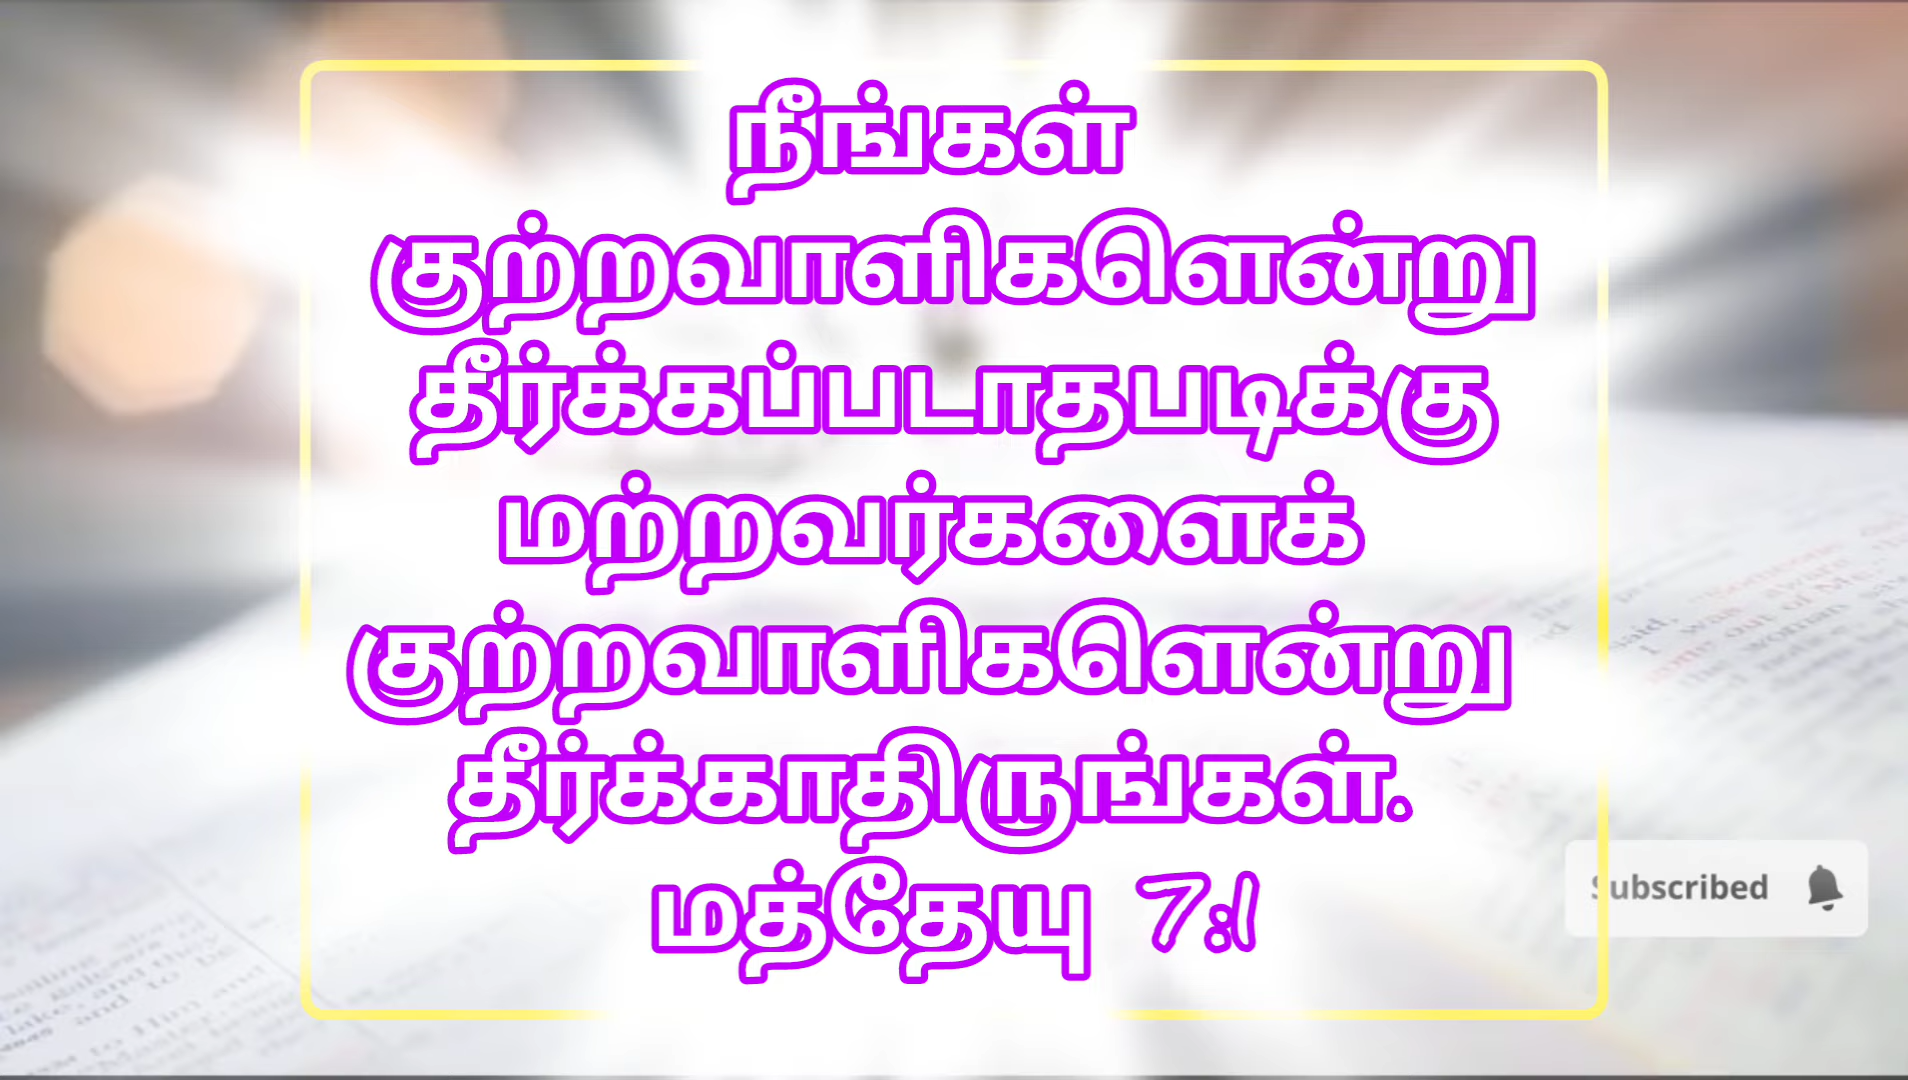 நீங்கள்
குற்றவாளிகளென்று
தீர்க்கப்படாதபடிக்கு
மற்றவர்களைக்
குற்றவாளிகளென்று
தீர்க்காதிருங்கள்.
மத்தேயு 7:1
Subscribed